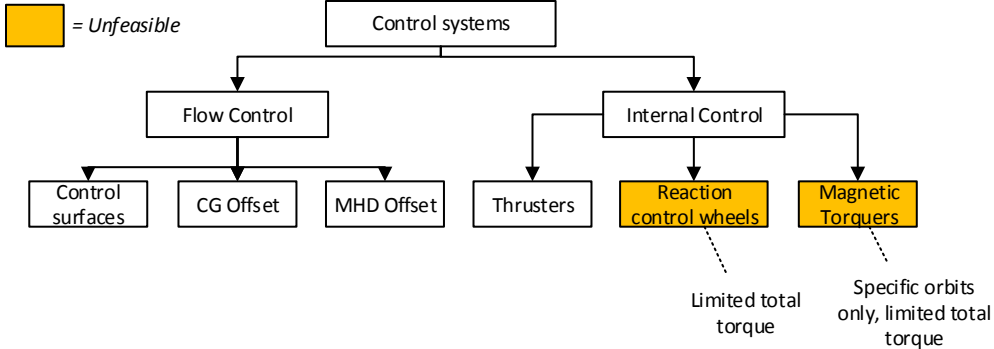 Control systems
= Unfeasible
Flow Control
Internal Control
Control
surfaces
CG Offset
MHD Offset
Thrusters
Reaction
control wheels
Magnetic
Torquers
Limited total
torque
Specific orbits
only, limited total
torque